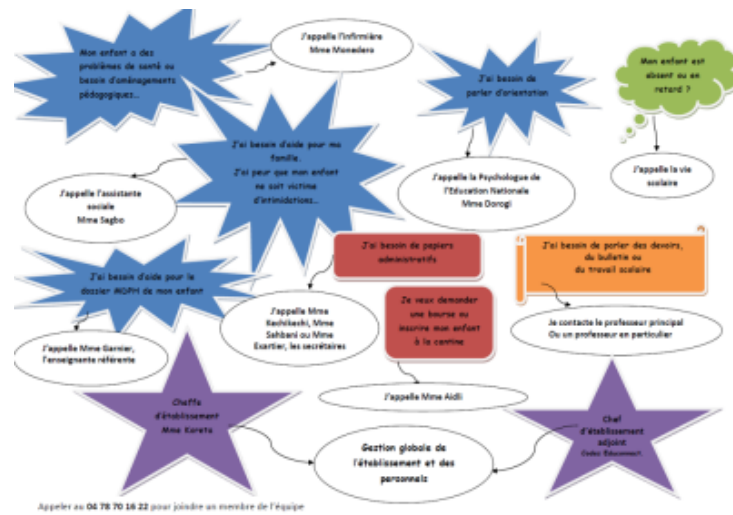 Mon enfant a des
problèmes de santé ou
besoin d'aménagements
pédagogiques...
J'appelle l'infirmière
Mme Monedero
J'ai besoin de
parler d'orientation
Mon enfant est
absent ou en
retard ?
J'ai besoin d'aide pour ma
famille.
J'ai peur que mon enfant
ne soit victime
d'intimidations...
J'appelle l'assistante
sociale
Mme Sagbo
J'appelle la Psychologue de
l'Education Nationale
Mme Dorogi
J'appelle la vie
scolaire
J'ai besoin de papiers
administratifs
J'ai besoin de parler des devoirs,
du bulletin ou
du travail scolaire
J'ai besoin d'aide pour le
dossier MDPH de mon enfant
J'appelle Mme
Kechikechi, Mme
Sahbani ou Mme
Exartier, les secrétaires
Je veux demander
une bourse ou
inscrire mon enfant
à la cantine
Je contacte le professeur principal
Ou un professeur en particulier
J'appelle Mme Garnier,
l'enseignante référente
J'appelle Mme Aidli
Cheffe
d'établissement
Mme Kareta
Chef
d'établissement
adjoint
Gestion globale de
l'établissement et des
personnels
Appeler au 04 78 70 16 22 pour joindre un membre de l'équipe